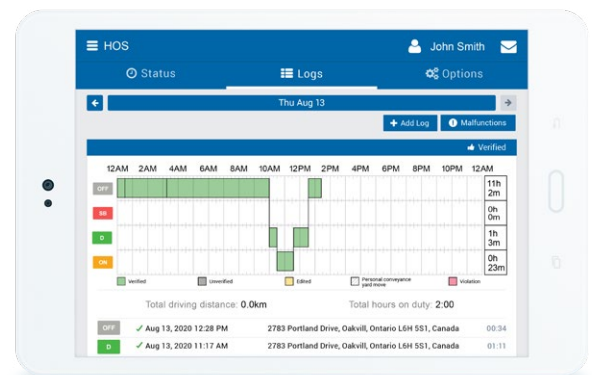 HOS
John Smith
Status
Logs
Options
Thu Aug 13
Add Log
Malfunctions
Verified
12AM 2AM 4AM 6AM 8AM 10AM 12PM 2PM 4PM 6PM 8PM 10PM 12AM
OFF
11h
2m
SB
0h
0m
D
1h
3m
ON
0h
23m
Verified
Unverified
Edited
Personal conveyance
yard move
Violation
Total driving distance: 0.0km
Total hours on duty: 2:00
OFF Aug 13, 2020 12:28 PM 2783 Portland Drive, Oakvill, Ontario L6H 5S1, Canada 00:34
D Aug 13, 2020 11:17 AM 2783 Portland Drive, Oakvill, Ontario L6H 5S1, Canada 01:11